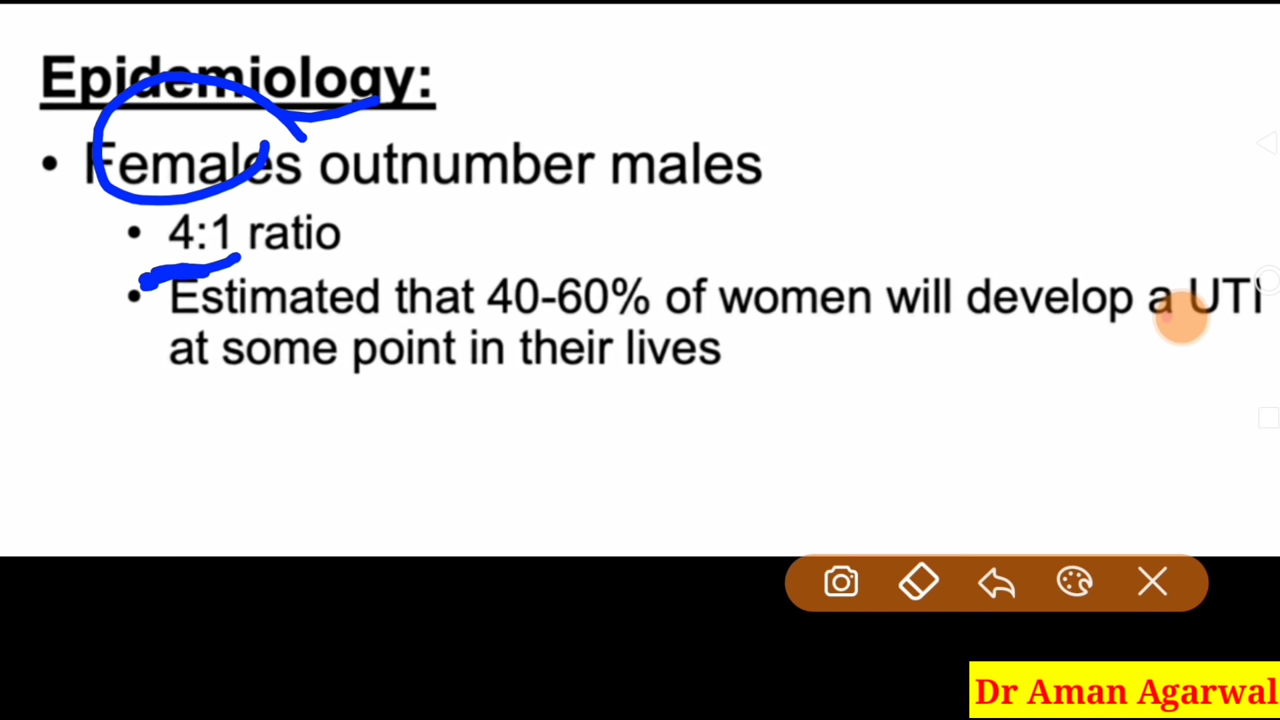 Epidemiology:
• Females outnumber males
• 4:1 ratio
• Estimated that 40-60% of women will develop a UTI
at some point in their lives
Dr Aman Agarwal